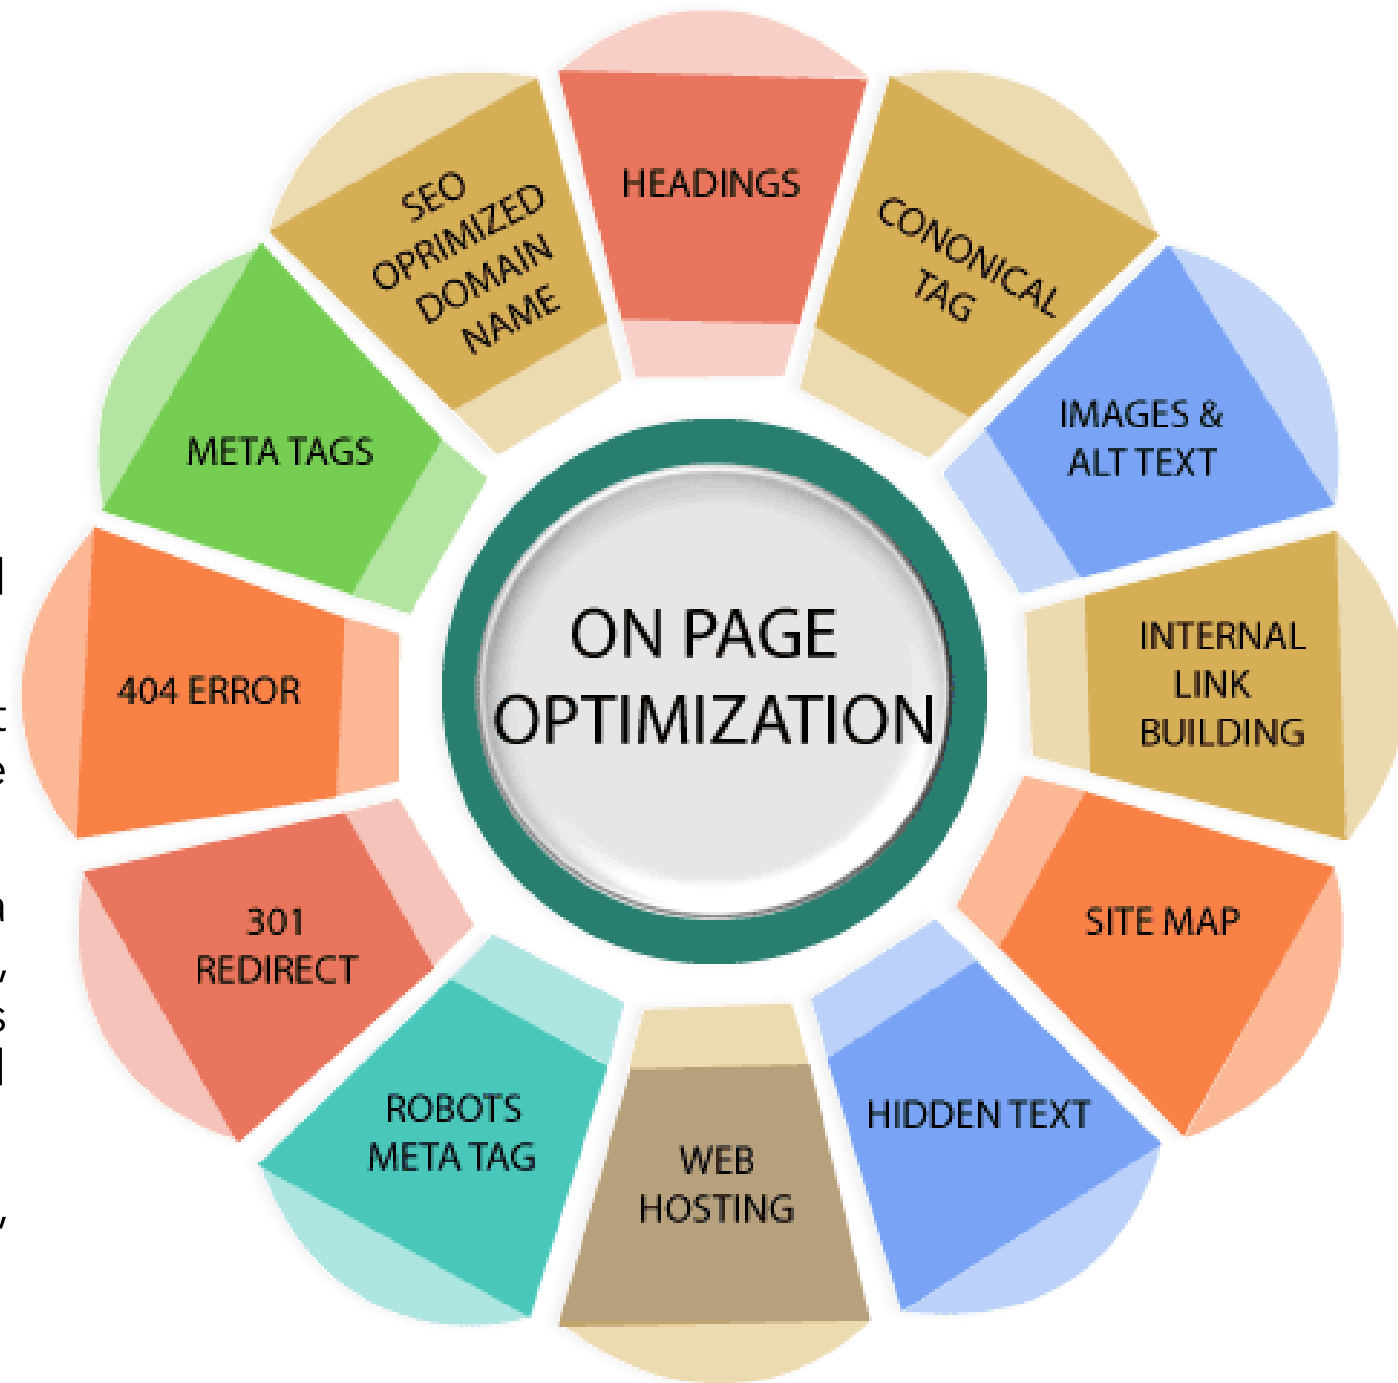 HEADINGS
CONONICAL
TAG
IMAGES &
ALT TEXT
INTERNAL
LINK
BUILDING
SITE MAP
HIDDEN TEXT
WEB
HOSTING
ROBOTS
META TAG
301
REDIRECT
404 ERROR
META TAGS
SEO
OPRIMIZED
DOMAIN
NAME
ON PAGE
OPTIMIZATION